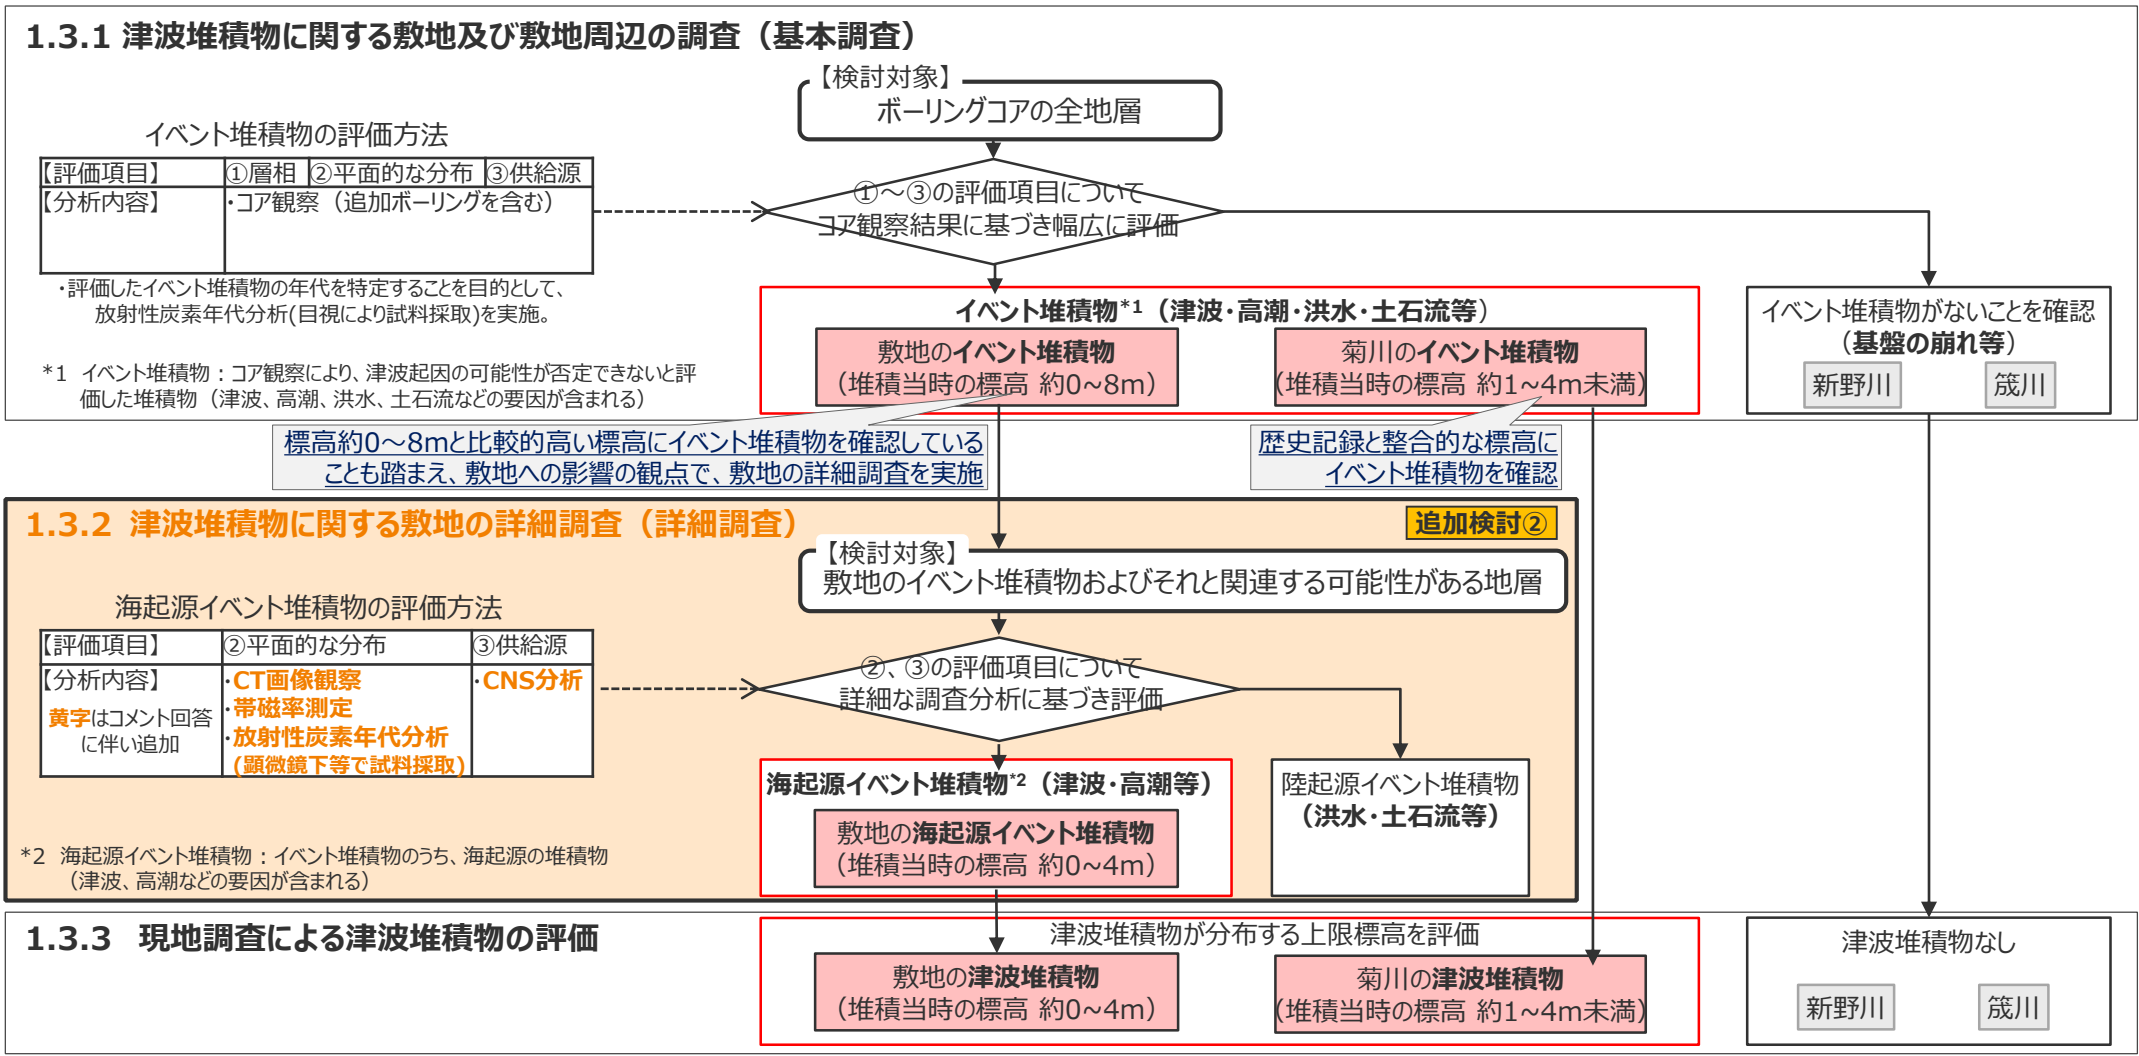 1.3.1 津波堆積物に関する敷地及び敷地周辺の調査（基本調査）
【検討対象】
ボーリングコアの全地層
イベント堆積物の評価方法
【評価項目】 ①層相 ②平面的な分布 ③供給源
【分析内容】 ・コア観察（追加ボーリングを含む）
①～③の評価項目について
コア観察結果に基づき幅広に評価
・評価したイベント堆積物の年代を特定することを目的として、
放射性炭素年代分析(目視により試料採取)を実施。
*1 イベント堆積物：コア観察により、津波起因の可能性が否定できないと評
価した堆積物（津波、高潮、洪水、土石流などの要因が含まれる）
イベント堆積物*1（津波・高潮・洪水・土石流等）
敷地のイベント堆積物
（堆積当時の標高 約0~8m）
菊川のイベント堆積物
（堆積当時の標高 約1~4m未満）
イベント堆積物がないことを確認
（基盤の崩れ等）
新野川
筬川
標高約0～8mと比較的高い標高にイベント堆積物を確認している
ことも踏まえ、敷地への影響の観点で、敷地の詳細調査を実施
歴史記録と整合的な標高に
イベント堆積物を確認
1.3.2 津波堆積物に関する敷地の詳細調査（詳細調査）
追加検討②
【検討対象】
敷地のイベント堆積物およびそれと関連する可能性がある地層
海起源イベント堆積物の評価方法
【評価項目】 ②平面的な分布 ③供給源
【分析内容】 ・CT画像観察 ・CNS分析
・帯磁率測定
・放射性炭素年代分析
(顕微鏡下等で試料採取)
黄字はコメント回答
に伴い追加
②、③の評価項目について
詳細な調査分析に基づき評価
海起源イベント堆積物*2（津波・高潮等）
敷地の海起源イベント堆積物
（堆積当時の標高 約0~4m）
陸起源イベント堆積物
（洪水・土石流等）
*2 海起源イベント堆積物：イベント堆積物のうち、海起源の堆積物
（津波、高潮などの要因が含まれる）
1.3.3 現地調査による津波堆積物の評価
津波堆積物が分布する上限標高を評価
敷地の津波堆積物
（堆積当時の標高 約0~4m）
菊川の津波堆積物
（堆積当時の標高 約1~4m未満）
津波堆積物なし
新野川
筬川